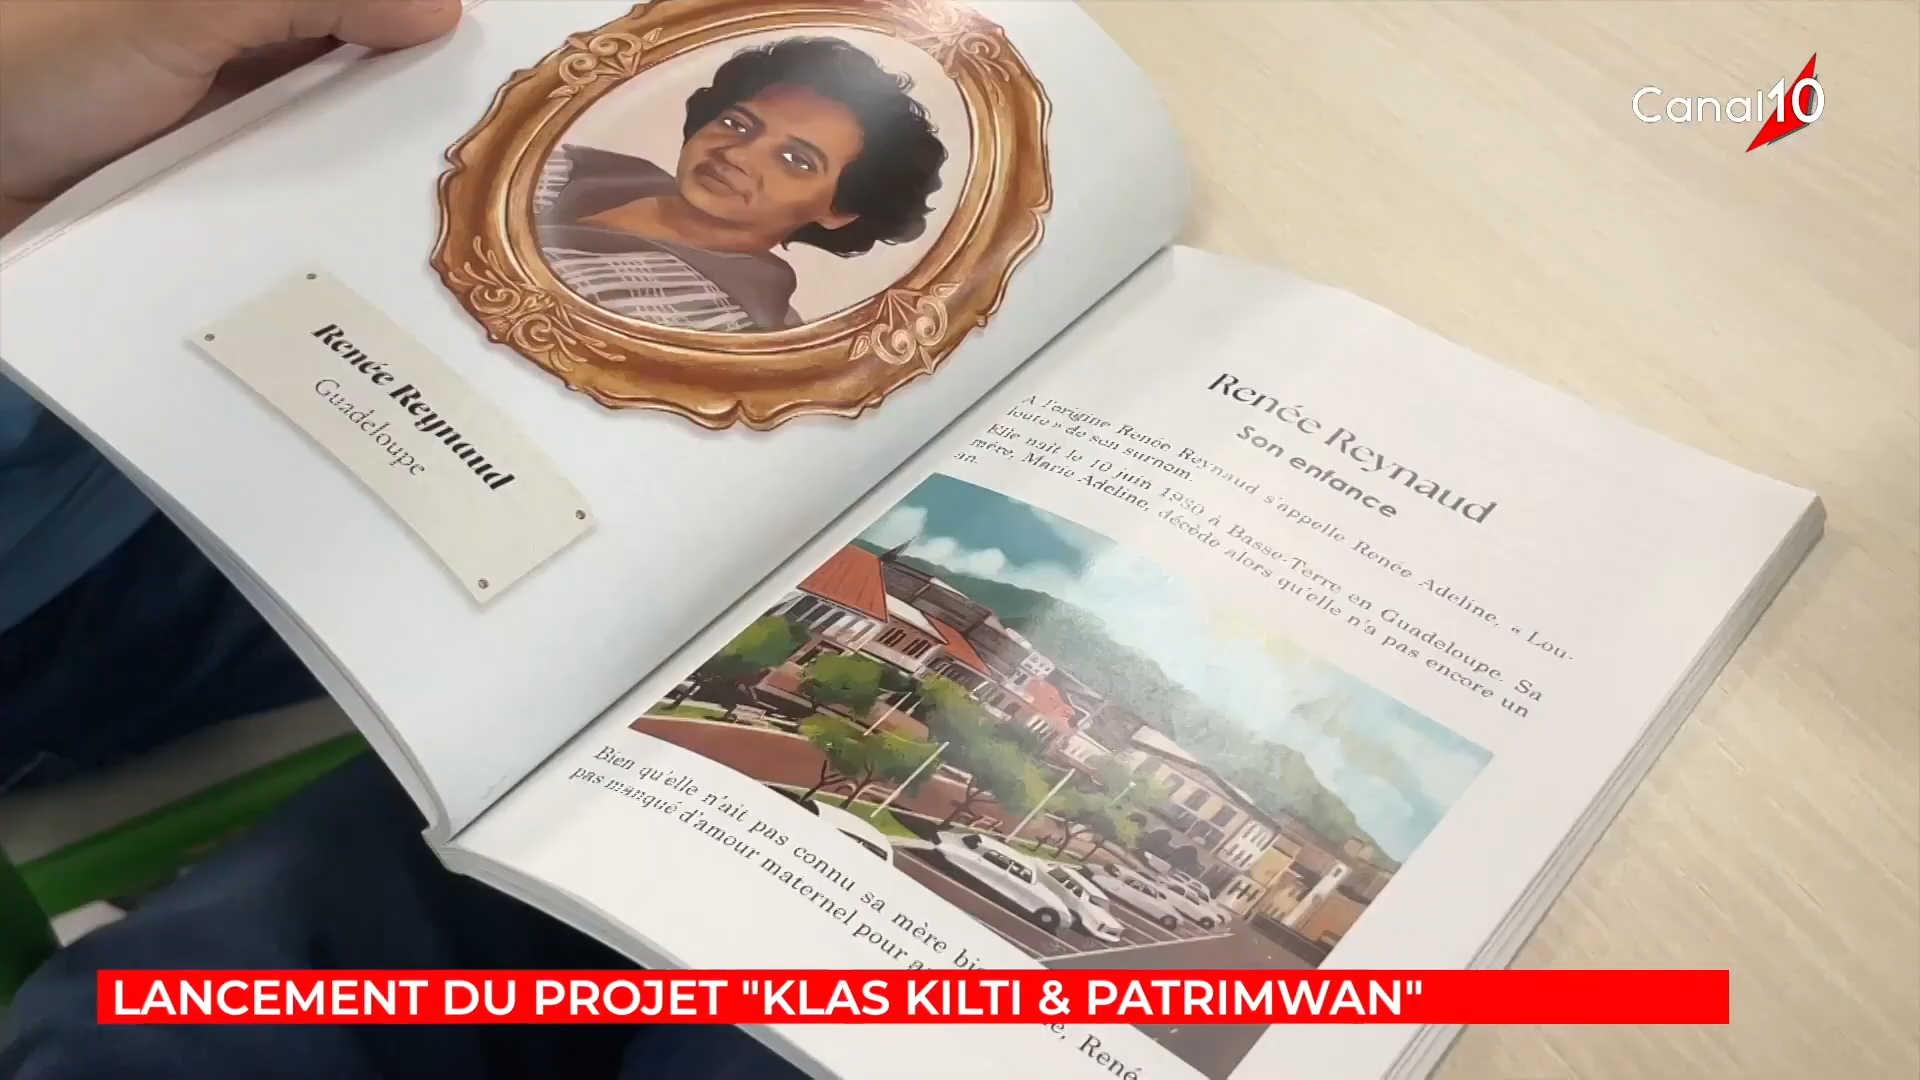 Canal10
Renée Reynaud
Guadeloupe
Renée Reynaud
Son enfance
A l'origine Renée Reynaud s'appelle Renée Adeline, « Lou-
loute » de son surnom.
Elle naît le 10 juin 1930 à Basse-Terre en Guadeloupe. Sa
mère, Marie Adeline, décède alors qu'elle n'a pas encore un
an.
Bien qu'elle n'ait pas connu sa mère
pas manqué d'amour maternel pour
René
LANCEMENT DU PROJET "KLAS KILTI & PATRIMWAN"